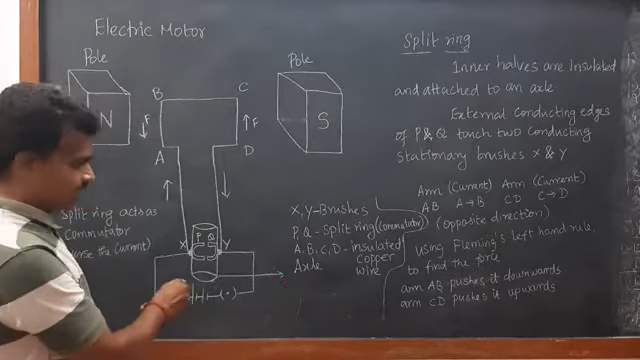 Electric Motor
Pole
Pole
B
C
N
S
F
F
A
D
Split ring acts as
Commutator
(Current)
P Q
X
Y
X,Y-Brushes
P Q - Split ring (commutator)
A, B, C, D - insulated
copper
wire
Axle
Split ring
Inner halves are insulated
and attached to an axle.
External conducting edges
of P & Q touch two conducting
stationary brushes X & Y
Arm (Current) Arm (Current)
AB A→B CD C→D
(Opposite direction)
Using Fleming's left hand rule.
to find the force
arm AB pushes it downwards
arm CD pushes it upwards